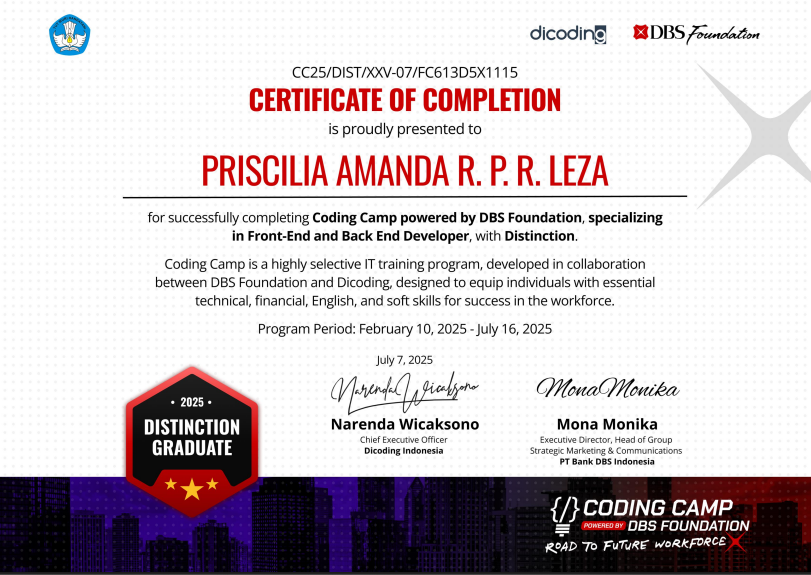 dicoding
DBS Foundation
CC25/DIST/XXV-07/FC613D5X1115
CERTIFICATE OF COMPLETION
is proudly presented to
PRISCILIA AMANDA R. P. R. LEZA
for successfully completing Coding Camp powered by DBS Foundation, specializing
in Front-End and Back End Developer, with Distinction.
Coding Camp is a highly selective IT training program, developed in collaboration
between DBS Foundation and Dicoding, designed to equip individuals with essential
technical, financial, English, and soft skills for success in the workforce.
Program Period: February 10, 2025 - July 16, 2025
July 7, 2025
Narenda Wicaksono
Narenda Wicaksono
Chief Executive Officer
Dicoding Indonesia
Mona Monika
Mona Monika
Executive Director, Head of Group
Strategic Marketing & Communications
PT Bank DBS Indonesia
• 2025 •
DISTINCTION
GRADUATE
{/} CODING CAMP
POWERED BY DBS FOUNDATION
ROAD TO FUTURE WORKFORCE